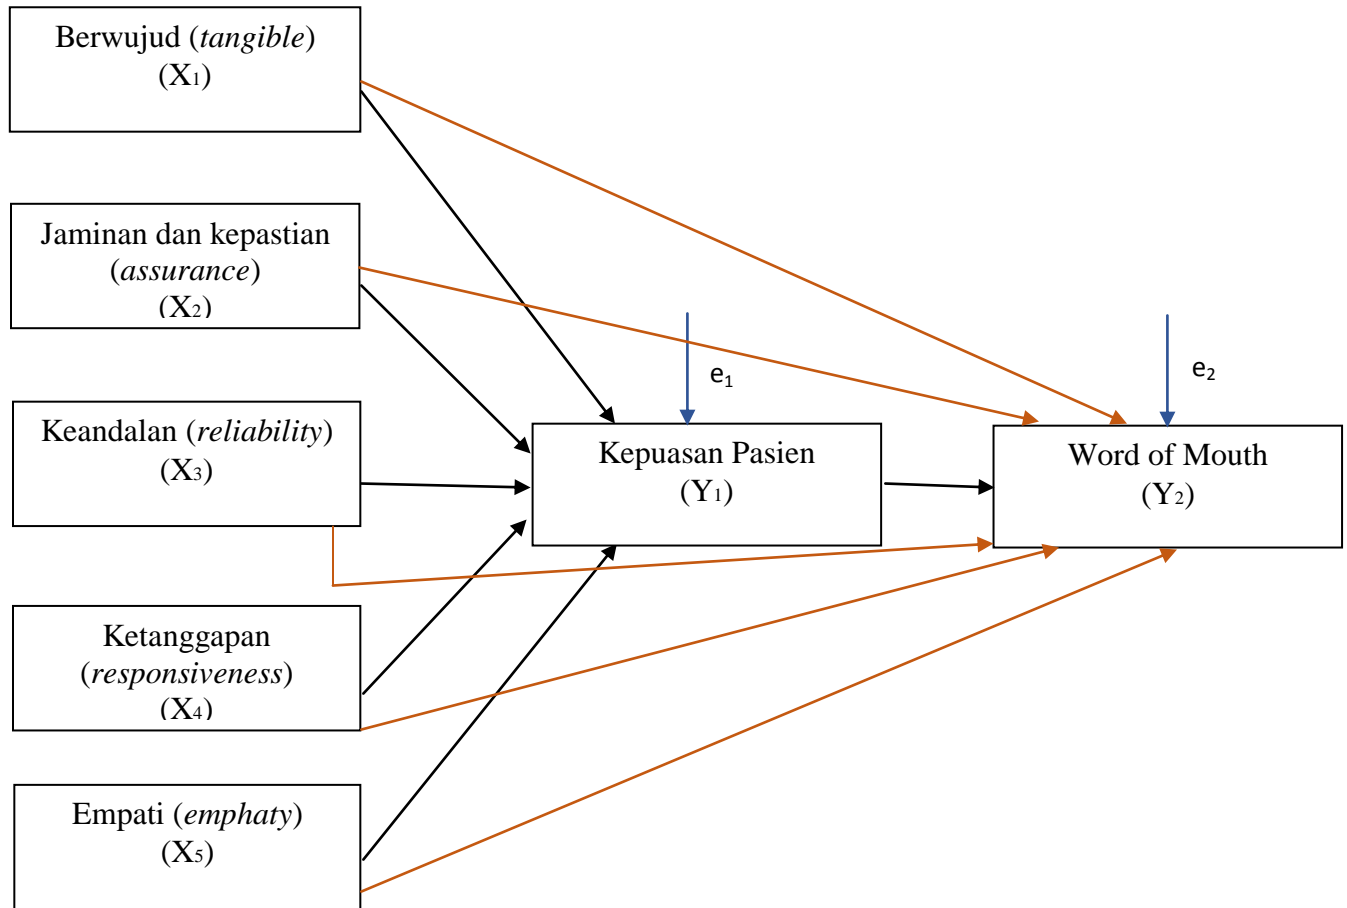 Berwujud (tangible)
(X1)
Jaminan dan kepastian
(assurance)
(X2)
Keandalan (reliability)
(X3)
Ketanggapan
(responsiveness)
(X4)
Empati (emphaty)
(X5)
e1
Kepuasan Pasien
(Y1)
e2
Word of Mouth
(Y2)